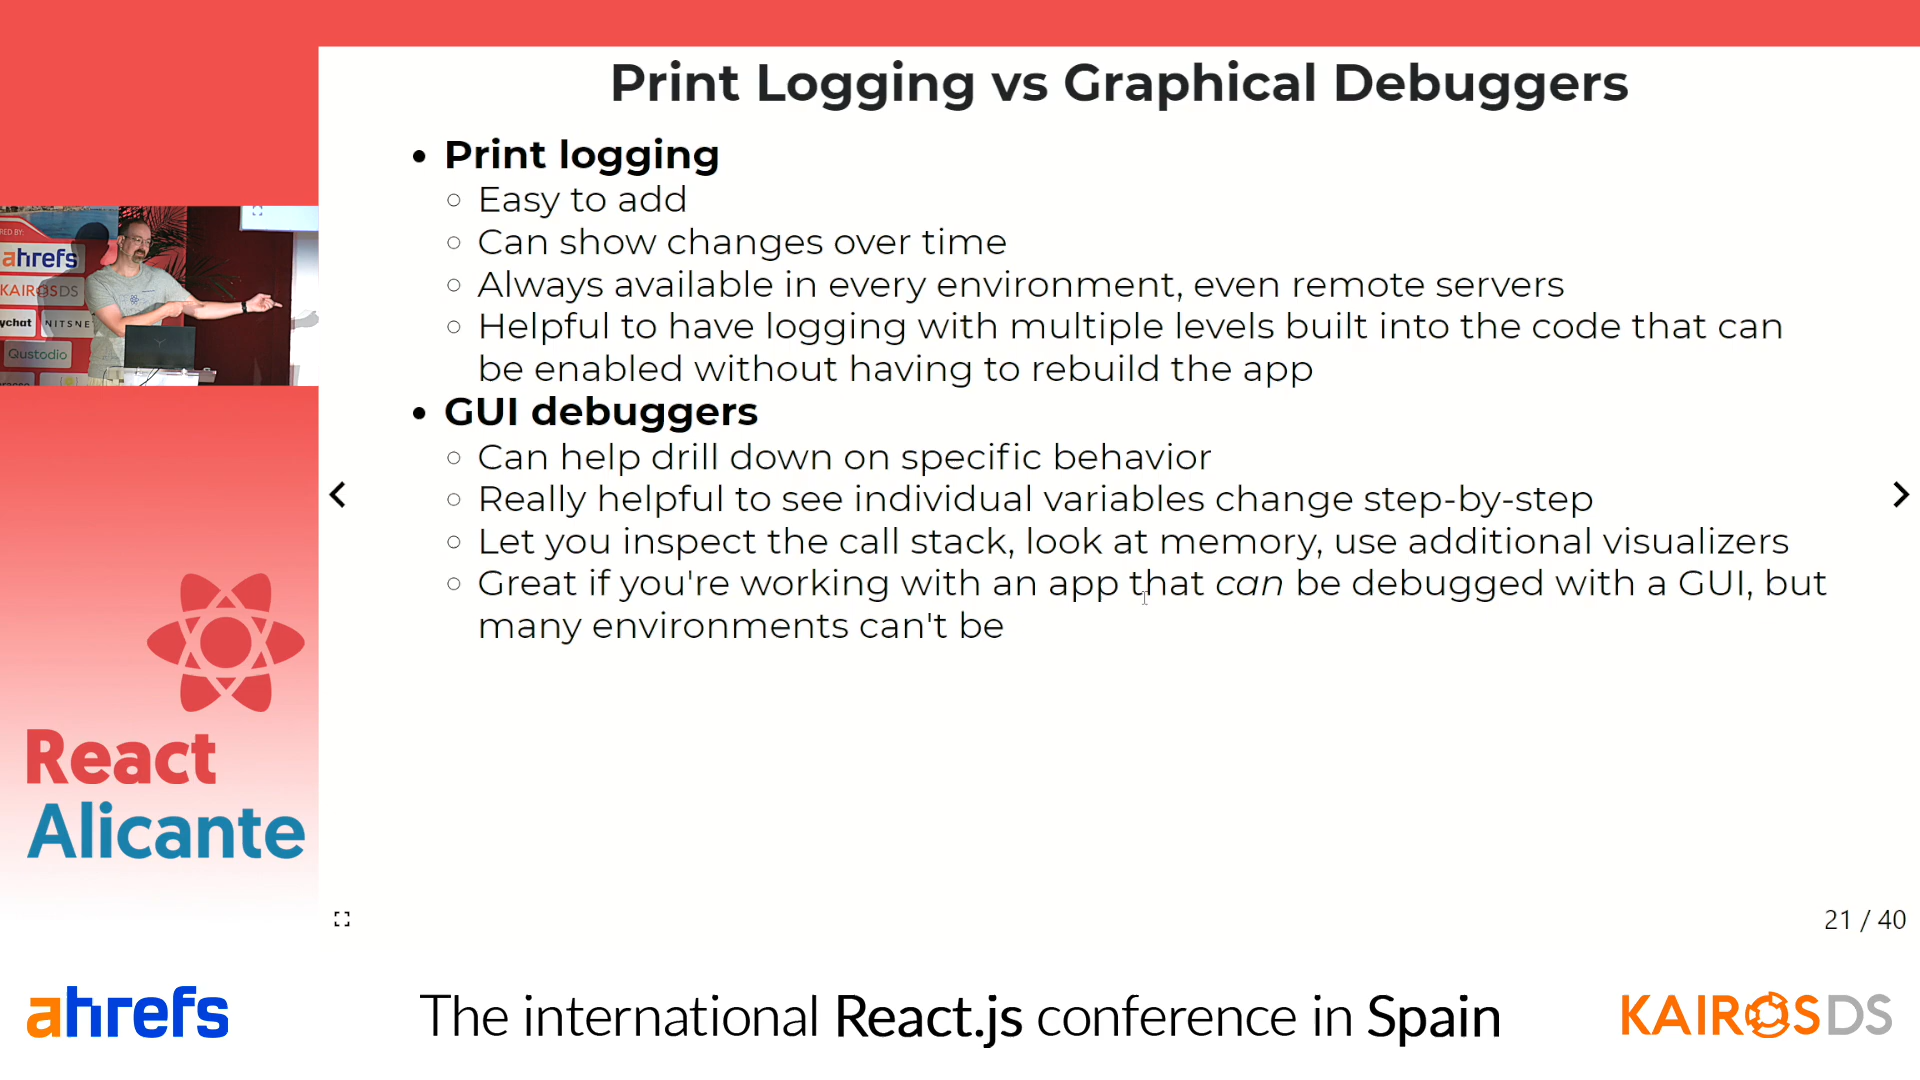 Print Logging vs Graphical Debuggers
Print logging
Easy to add
Can show changes over time
Always available in every environment, even remote servers
Helpful to have logging with multiple levels built into the code that can
be enabled without having to rebuild the app
GUI debuggers
Can help drill down on specific behavior
Really helpful to see individual variables change step-by-step
Let you inspect the call stack, look at memory, use additional visualizers
Great if you're working with an app that can be debugged with a GUI, but
many environments can't be
RED BY:
ahrefs
KAIROSDS
ychat
NITSNE
Qustodio
React
Alicante
21 / 40
ahrefs
The international React.js conference in Spain
KAIROSDS